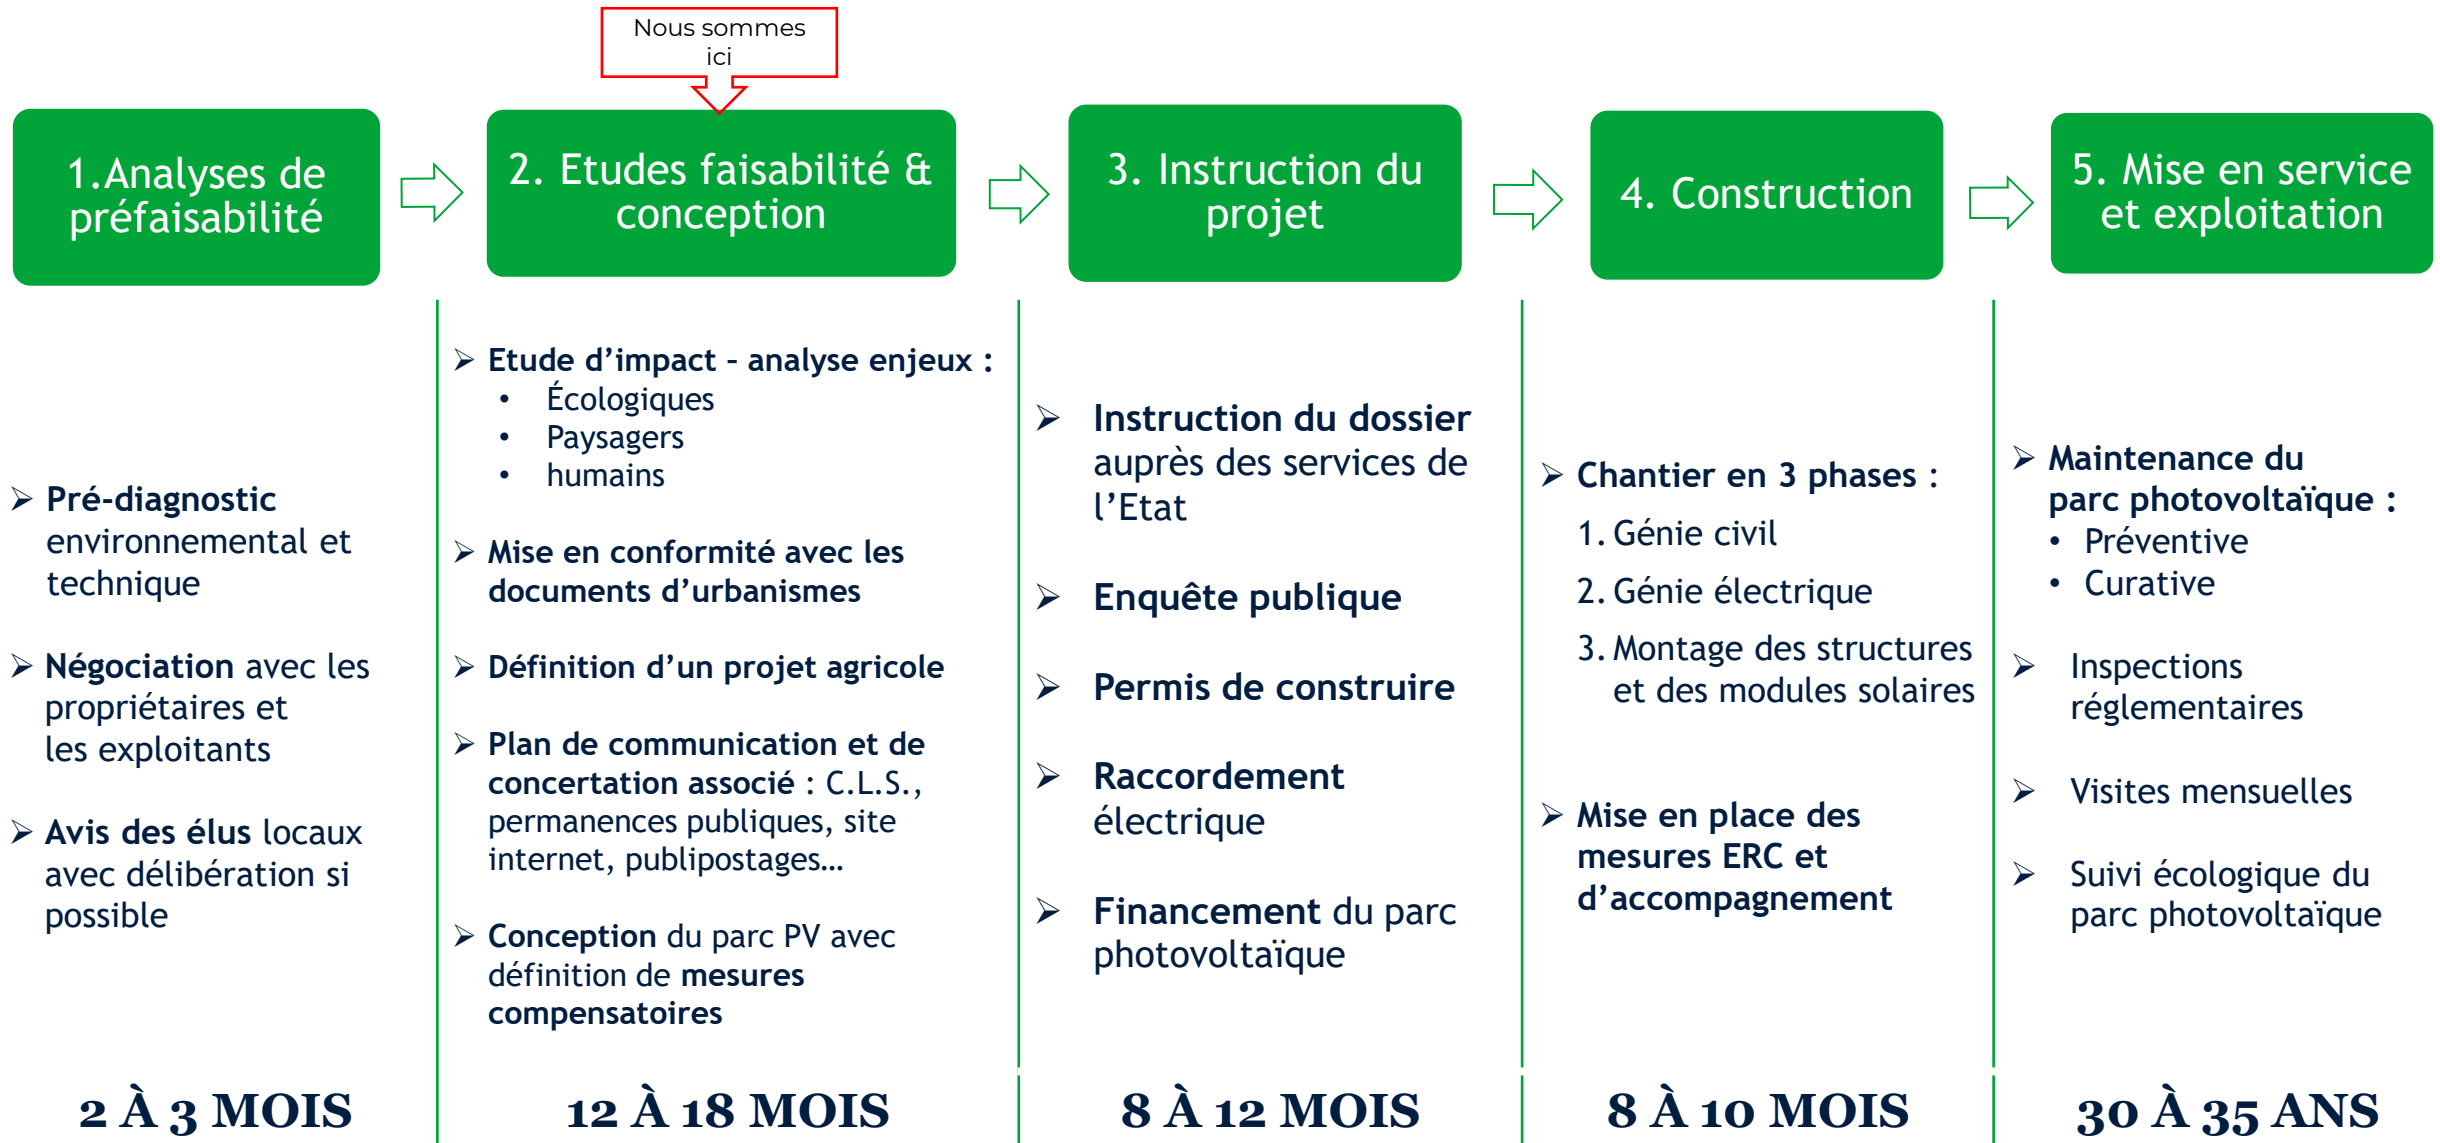 Nous sommes
ici
1.Analyses de
préfaisabilité
2. Etudes faisabilité &
conception
3. Instruction du
projet
4. Construction
5. Mise en service
et exploitation
➢ Pré-diagnostic
environnemental et
technique
➢ Négociation avec les
propriétaires et
les exploitants
➢ Avis des élus locaux
avec délibération si
possible
2 À 3 MOIS
➢ Etude d’impact – analyse enjeux :
• Écologiques
• Paysagers
• humains
➢ Mise en conformité avec les
documents d’urbanismes
➢ Définition d’un projet agricole
➢ Plan de communication et de
concertation associé : C.L.S.,
permanences publiques, site
internet, publipostages…
➢ Conception du parc PV avec
définition de mesures
compensatoires
12 À 18 MOIS
➢ Instruction du dossier
auprès des services de
l’Etat
➢ Enquête publique
➢ Permis de construire
➢ Raccordement
électrique
➢ Financement du parc
photovoltaïque
8 À 12 MOIS
➢ Chantier en 3 phases :
1. Génie civil
2. Génie électrique
3. Montage des structures
et des modules solaires
➢ Mise en place des
mesures ERC et
d’accompagnement
8 À 10 MOIS
➢ Maintenance du
parc photovoltaïque :
• Préventive
• Curative
➢ Inspections
réglementaires
➢ Visites mensuelles
➢ Suivi écologique du
parc photovoltaïque
30 À 35 ANS